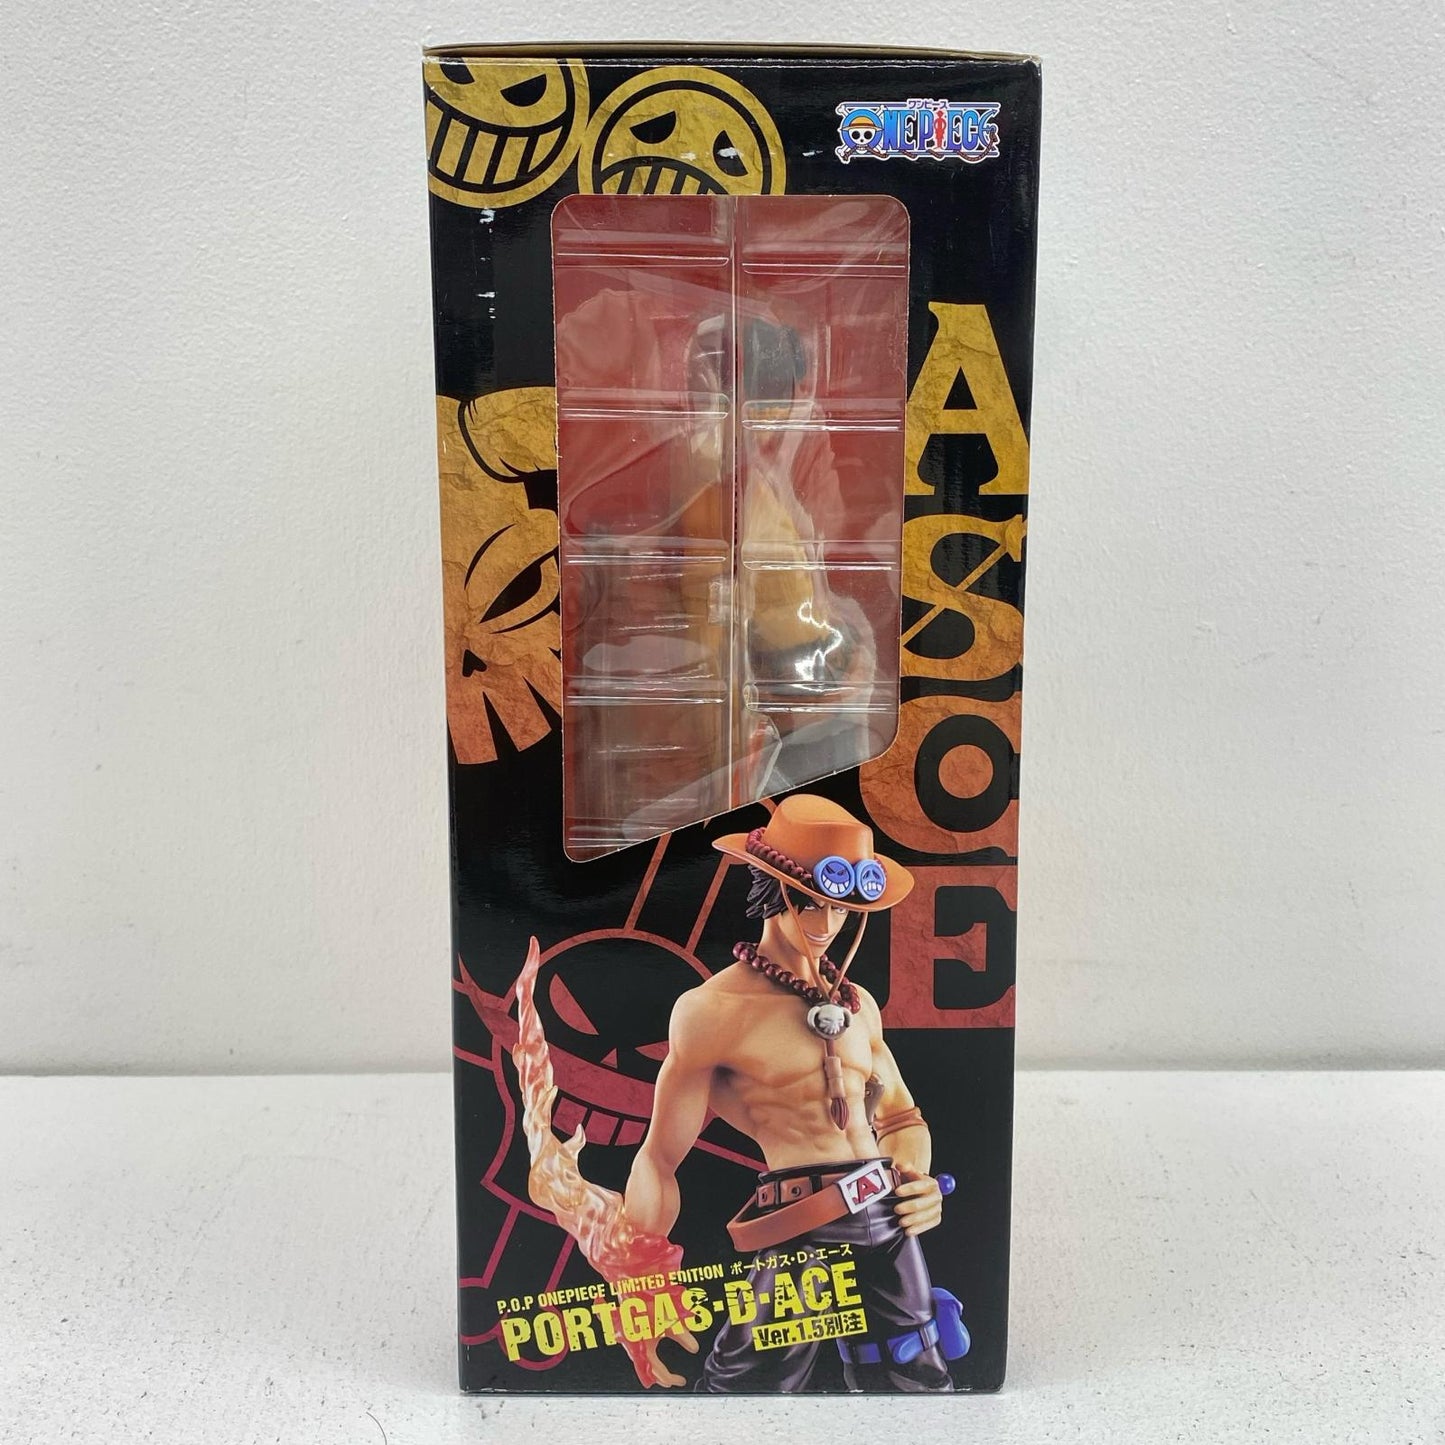 ワンピース
ONE PIECE
A
S
C
E
A
P.O.P ONEPIECE LIMITED EDITION ポートガス・D・エース
PORTGAS・D・ACE
Ver.1.5別注